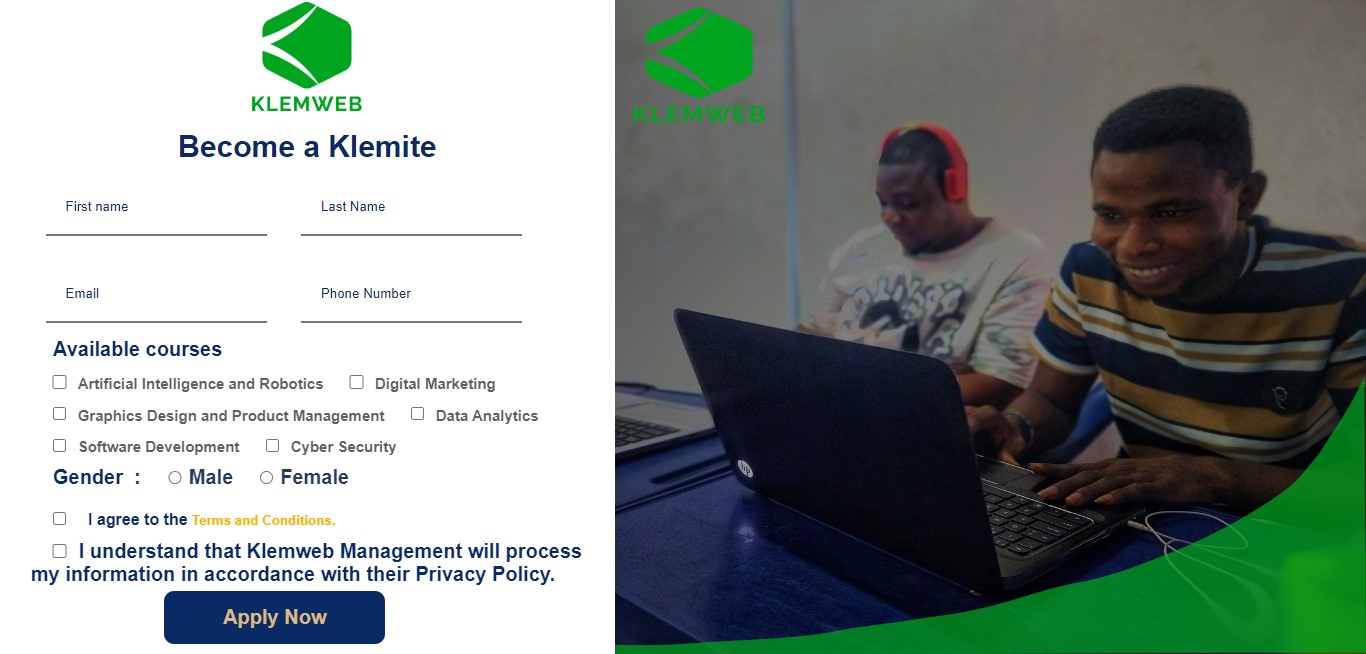 KLEMWEB
Become a Klemite
First name Last Name
Email Phone Number
Available courses
Artificial Intelligence and Robotics Digital Marketing
Graphics Design and Product Management Data Analytics
Software Development Cyber Security
Gender : Male Female
I agree to the Terms and Conditions.
I understand that Klemweb Management will process
my information in accordance with their Privacy Policy.
Apply Now
KLEMWEB
hp